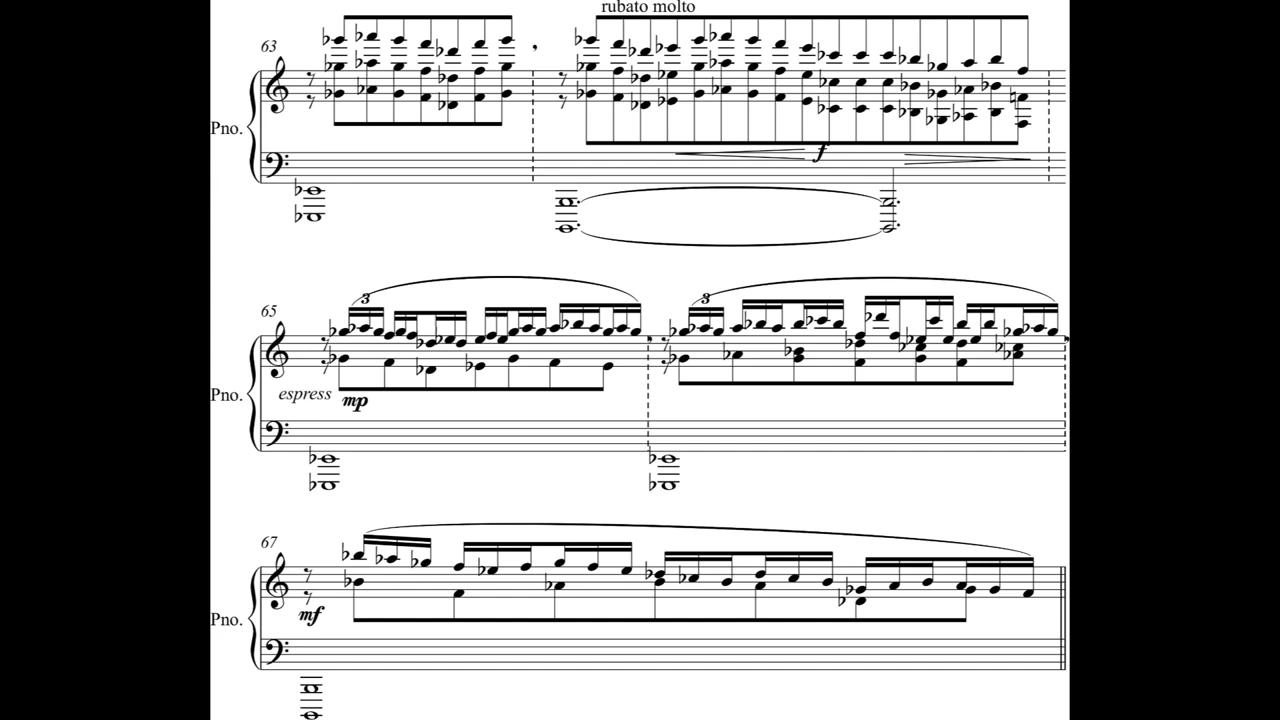 rubato molto
63
Pno.
f
65
3
3
Pno.
espress
mp
67
Pno.
mf